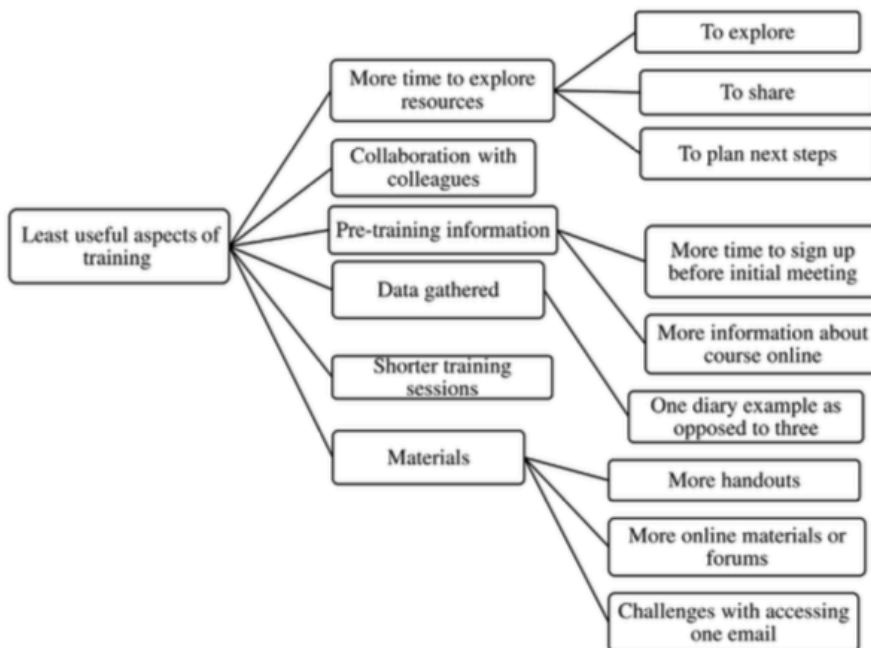 Least useful aspects of
training
More time to explore
resources
To explore
To share
To plan next steps
Collaboration with
colleagues
Pre-training information
More time to sign up
before initial meeting
More information about
course online
Data gathered
One diary example as
opposed to three
Shorter training
sessions
Materials
More handouts
More online materials or
forums
Challenges with accessing
one email